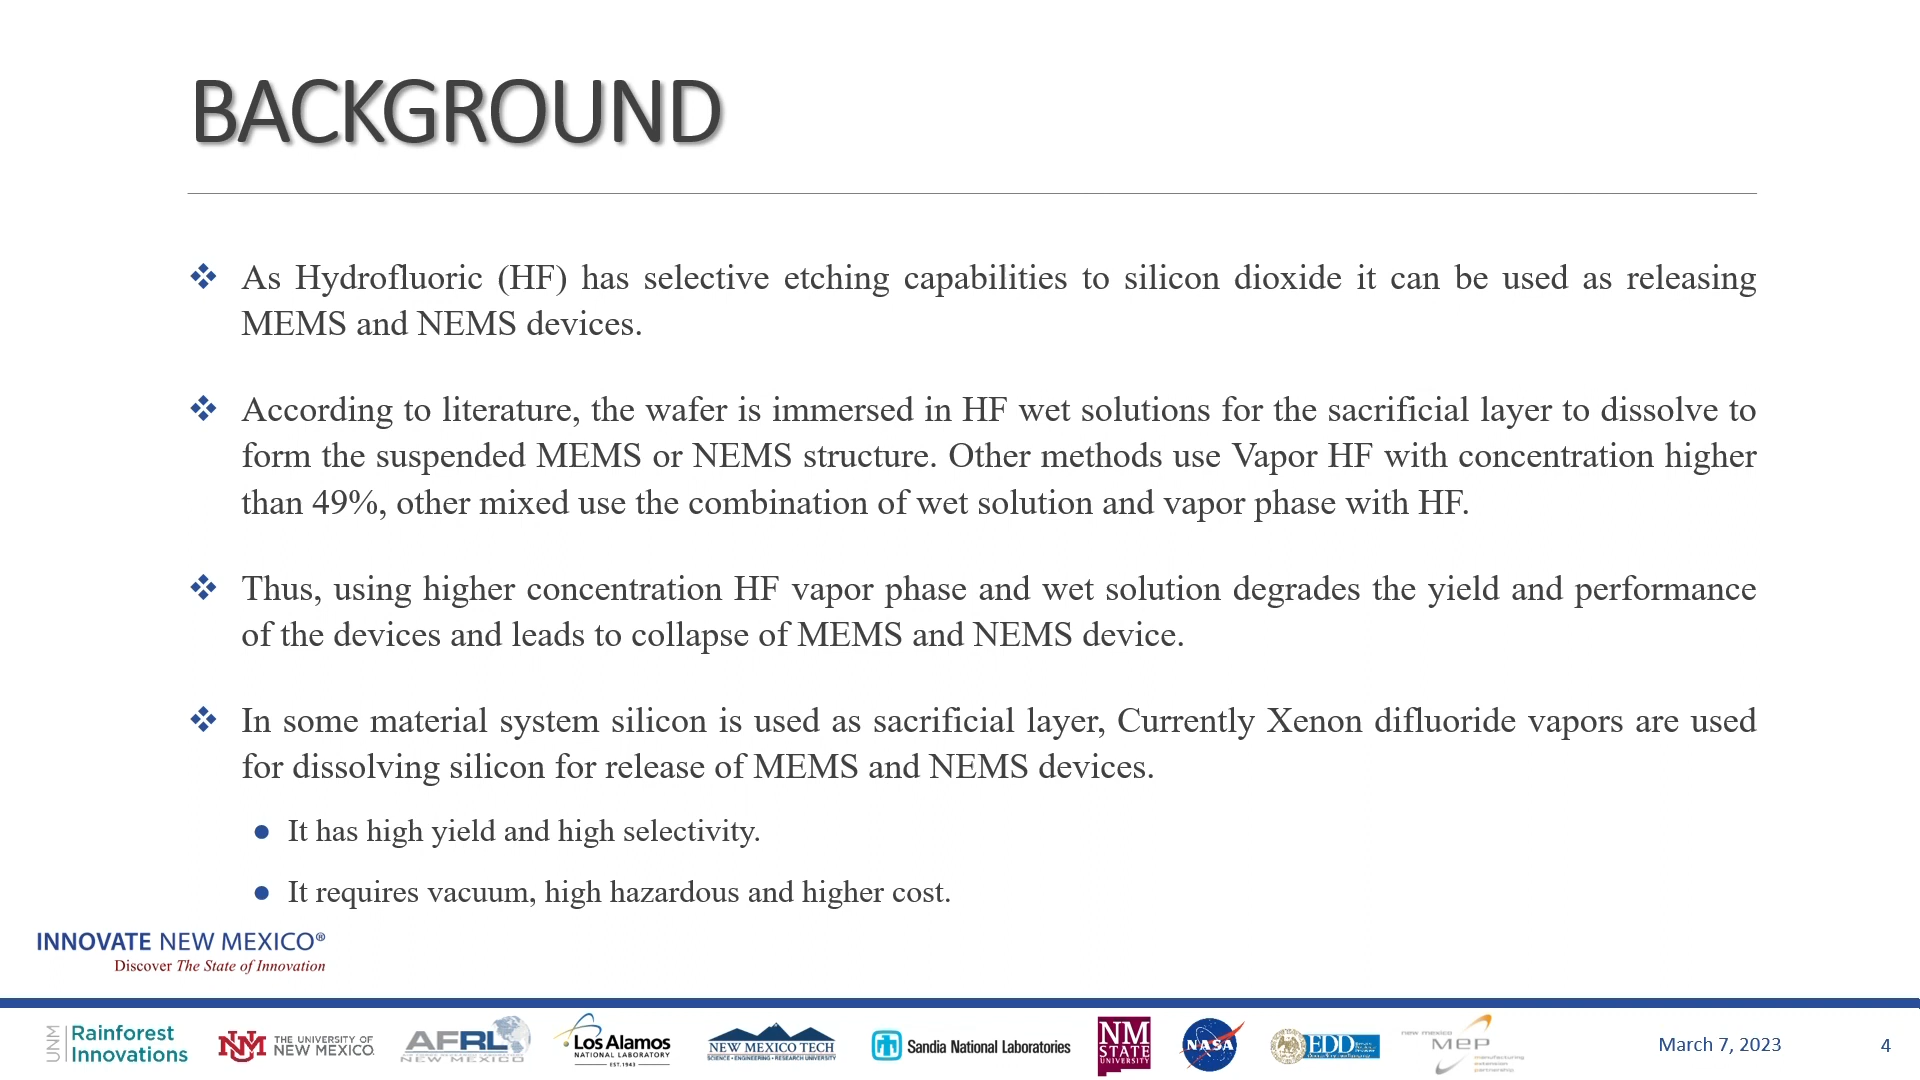 BACKGROUND
❖ As Hydrofluoric (HF) has selective etching capabilities to silicon dioxide it can be used as releasing
MEMS and NEMS devices.
❖ According to literature, the wafer is immersed in HF wet solutions for the sacrificial layer to dissolve to
form the suspended MEMS or NEMS structure. Other methods use Vapor HF with concentration higher
than 49%, other mixed use the combination of wet solution and vapor phase with HF.
❖ Thus, using higher concentration HF vapor phase and wet solution degrades the yield and performance
of the devices and leads to collapse of MEMS and NEMS device.
❖ In some material system silicon is used as sacrificial layer, Currently Xenon difluoride vapors are used
for dissolving silicon for release of MEMS and NEMS devices.
● It has high yield and high selectivity.
● It requires vacuum, high hazardous and higher cost.
INNOVATE NEW MEXICO®
Discover The State of Innovation
UNM
Rainforest
Innovations
NM
THE UNIVERSITY OF
NEW MEXICO
AFRL
NEW MEXICO
Los Alamos
NATIONAL LABORATORY
EST. 1943
NEW MEXICO TECH
SCIENCE • ENGINEERING • RESEARCH UNIVERSITY
Sandia National Laboratories
NM
STATE
UNIVERSITY
NASA
EDD
new mexico
MEP
manufacturing
extension
partnership
March 7, 2023
4